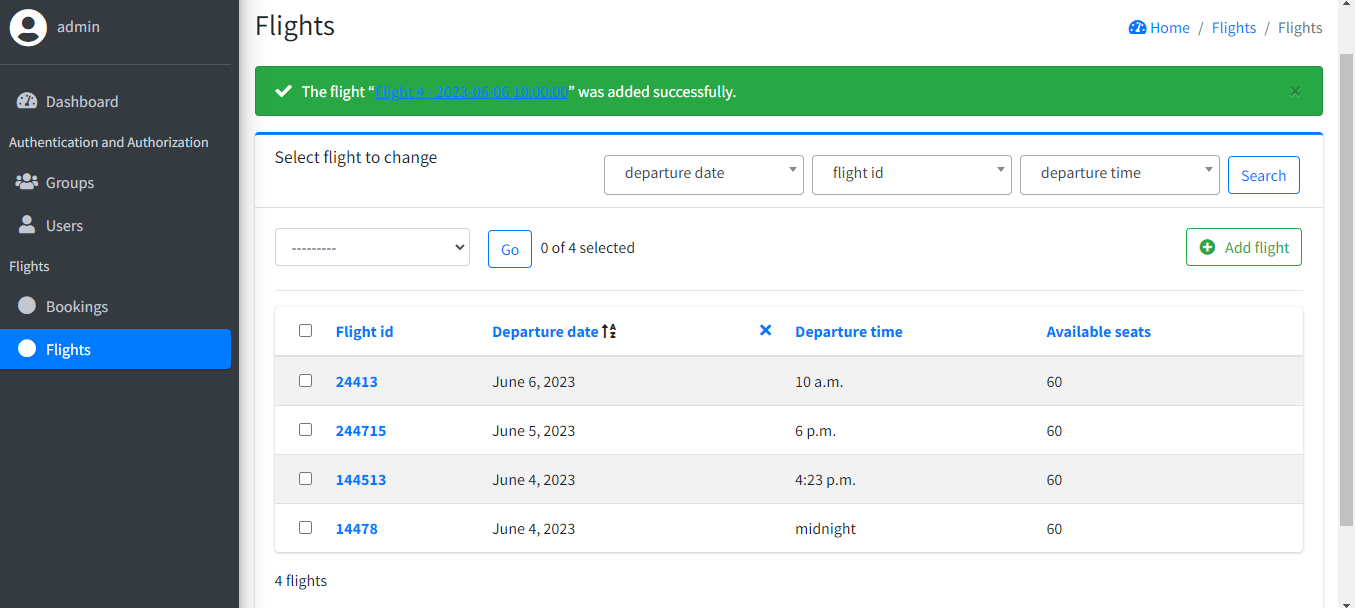 admin
Dashboard
Authentication and Authorization
Groups
Users
Flights
Bookings
Flights
Flights
Home / Flights / Flights
The flight “Flight 4 - 2023-06-06 10:00:00” was added successfully. ×
Select flight to change
departure date flight id departure time Search
--------- Go 0 of 4 selected Add flight
Flight id Departure date Departure time Available seats
24413 June 6, 2023 10 a.m. 60
244715 June 5, 2023 6 p.m. 60
144513 June 4, 2023 4:23 p.m. 60
14478 June 4, 2023 midnight 60
4 flights